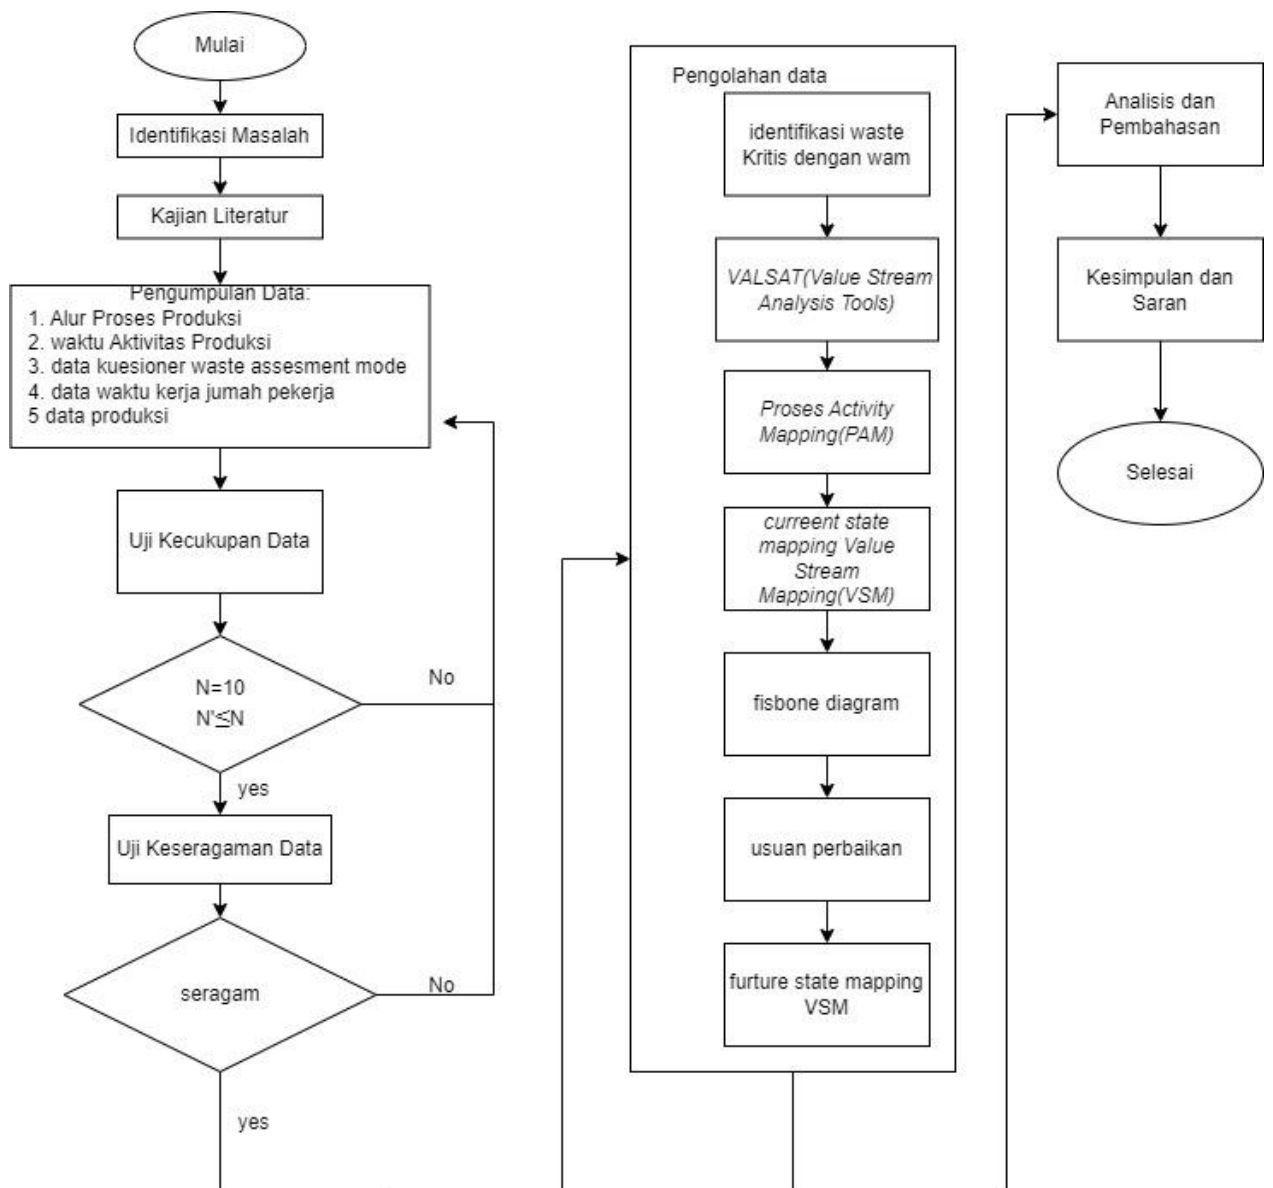 Mulai
Identifikasi Masalah
Kajian Literatur
Pengumpulan Data:
1. Alur Proses Produksi
2. waktu Aktivitas Produksi
3. data kuesioner waste assesment mode
4. data waktu kerja jumah pekerja
5 data produksi
Uji Kecukupan Data
N=10
N'≤N
No
yes
Uji Keseragaman Data
seragam
No
yes
Pengolahan data
identifikasi waste
Kritis dengan wam
VALSAT(Value Stream
Analysis Tools)
Proses Activity
Mapping(PAM)
curreent state
mapping Value
Stream
Mapping(VSM)
fisbone diagram
usuan perbaikan
furture state mapping
VSM
Analisis dan
Pembahasan
Kesimpulan dan
Saran
Selesai